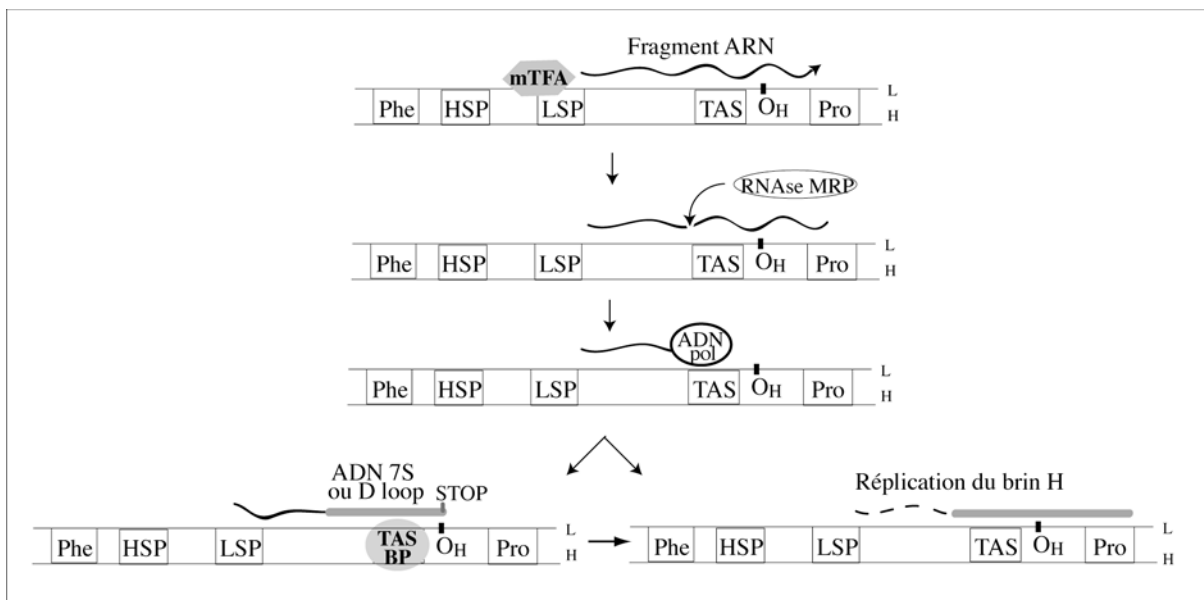 Fragment ARN
mTFA
L
Phe HSP LSP TAS OH Pro
H
RNAse MRP
L
Phe HSP LSP TAS OH Pro
H
ADN
pol
L
Phe HSP LSP TAS OH Pro
H
ADN 7S
ou D loop STOP
L
Phe HSP LSP TAS
BP OH Pro
H
Réplication du brin H
L
Phe HSP LSP TAS OH Pro
H